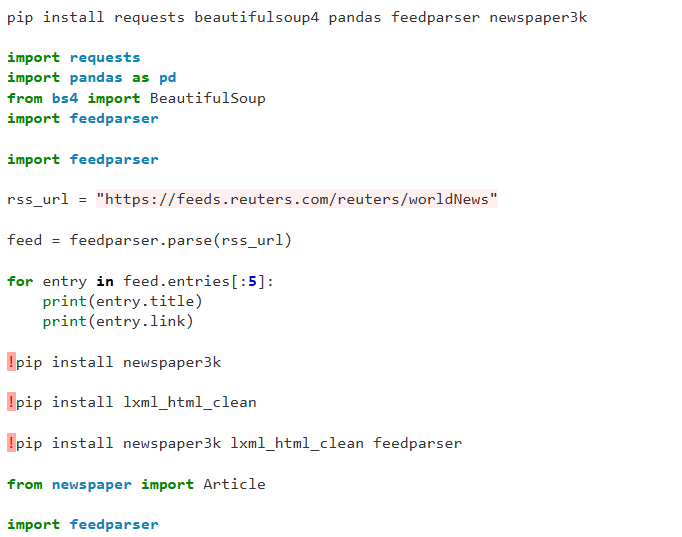 pip install requests beautifulsoup4 pandas feedparser newspaper3k
import requests
import pandas as pd
from bs4 import BeautifulSoup
import feedparser
import feedparser
rss_url = "https://feeds.reuters.com/reuters/worldNews"
feed = feedparser.parse(rss_url)
for entry in feed.entries[:5]:
    print(entry.title)
    print(entry.link)
!pip install newspaper3k
!pip install lxml_html_clean
!pip install newspaper3k lxml_html_clean feedparser
from newspaper import Article
import feedparser